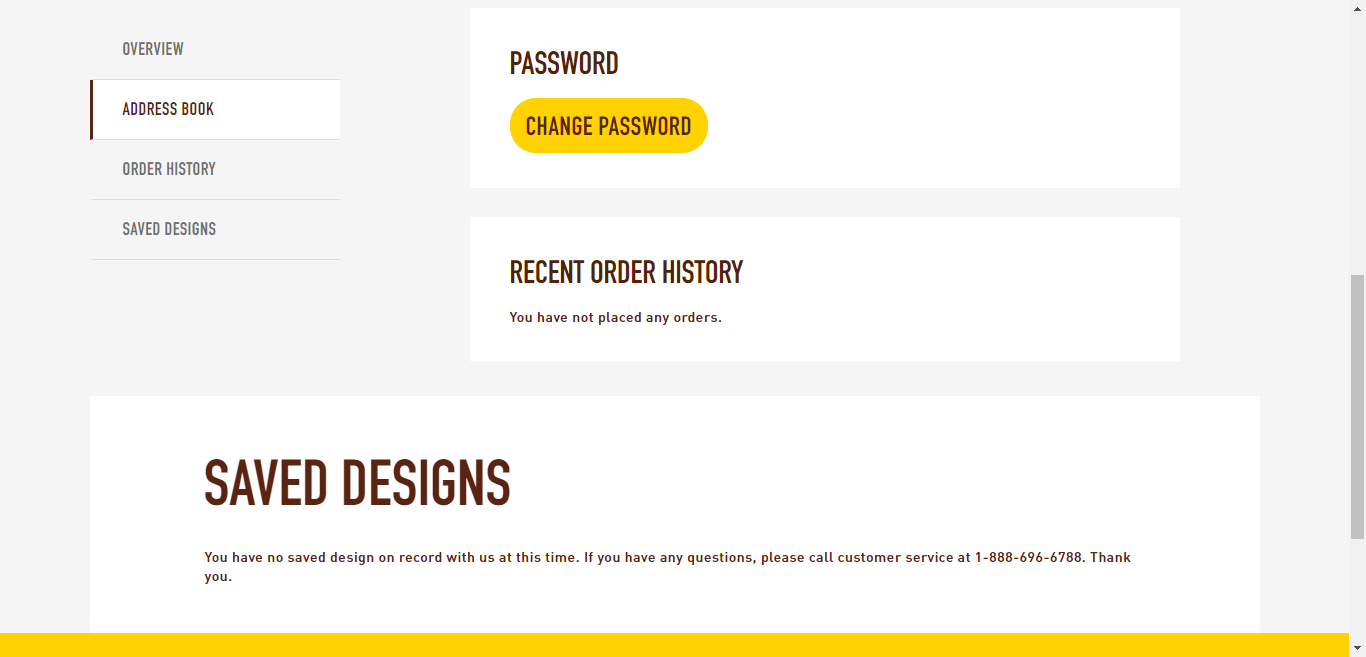 OVERVIEW
ADDRESS BOOK
ORDER HISTORY
SAVED DESIGNS
PASSWORD
CHANGE PASSWORD
RECENT ORDER HISTORY
You have not placed any orders.
SAVED DESIGNS
You have no saved design on record with us at this time. If you have any questions, please call customer service at 1-888-696-6788. Thank
you.